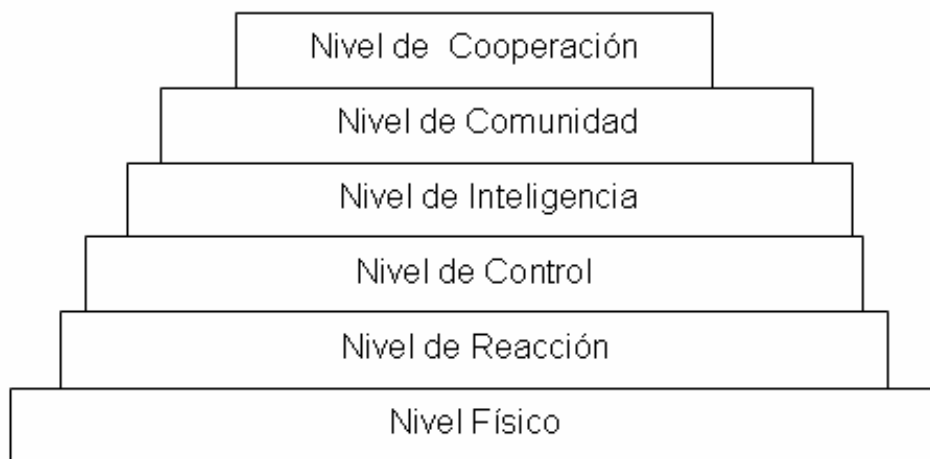 Nivel de Cooperación
Nivel de Comunidad
Nivel de Inteligencia
Nivel de Control
Nivel de Reacción
Nivel Físico